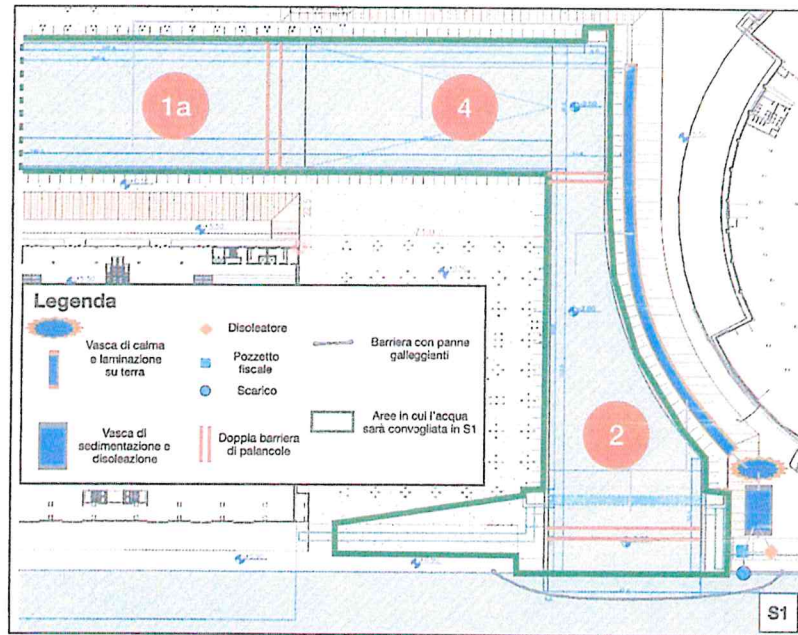 1a
4
2
Legenda
Vasca di calma
e laminazione
su terra
Vasca di
sedimentazione e
disoleazione
Disoleatore
Pozzetto
fiscale
Scarico
Doppia barriera
di palancole
Barriera con panne
galleggianti
Aree in cui l'acqua
sarà convogliata in S1
S1